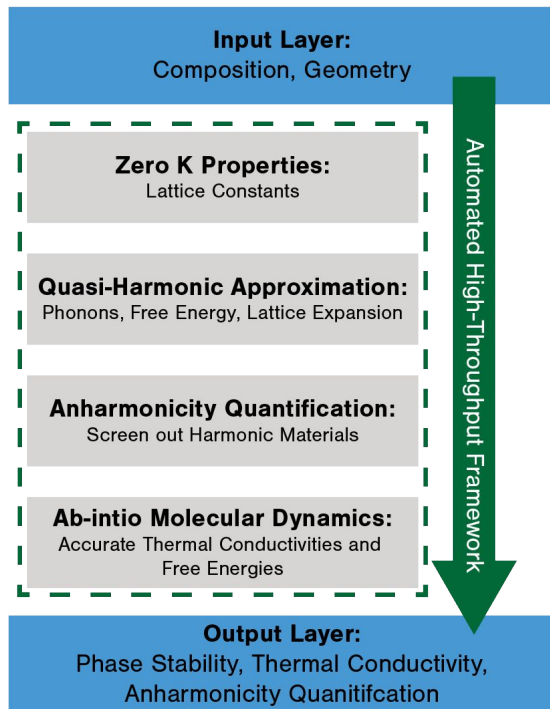 Input Layer:
Composition, Geometry
Zero K Properties:
Lattice Constants
Quasi-Harmonic Approximation:
Phonons, Free Energy, Lattice Expansion
Anharmonicity Quantification:
Screen out Harmonic Materials
Ab-intio Molecular Dynamics:
Accurate Thermal Conductivities and
Free Energies
Automated High-Throughput Framework
Output Layer:
Phase Stability, Thermal Conductivity,
Anharmonicity Quanitifcation